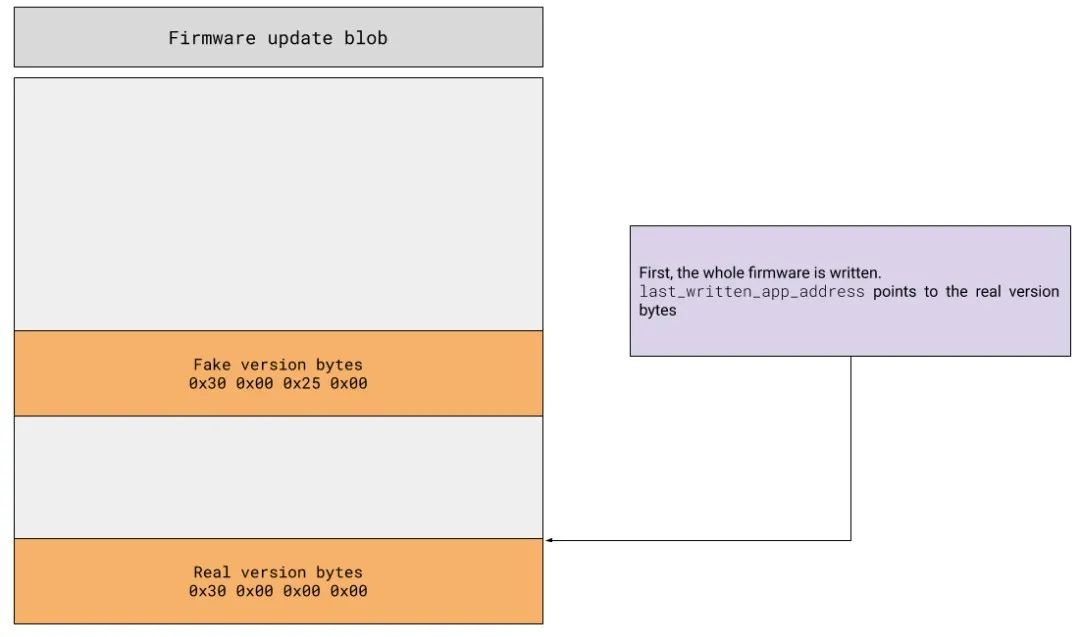 Firmware update blob
Fake version bytes
0x30 0x00 0x25 0x00
First, the whole firmware is written.
last_written_app_address points to the real version
bytes
Real version bytes
0x30 0x00 0x00 0x00